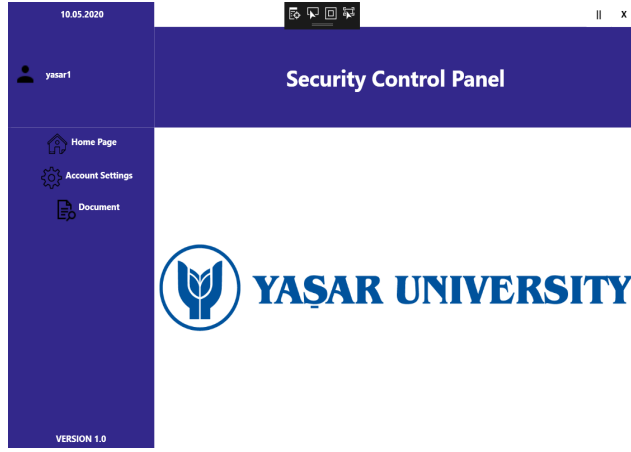 10.05.2020
||
X
yasar1
Security Control Panel
Home Page
Account Settings
Document
YAŞAR UNIVERSITY
VERSION 1.0